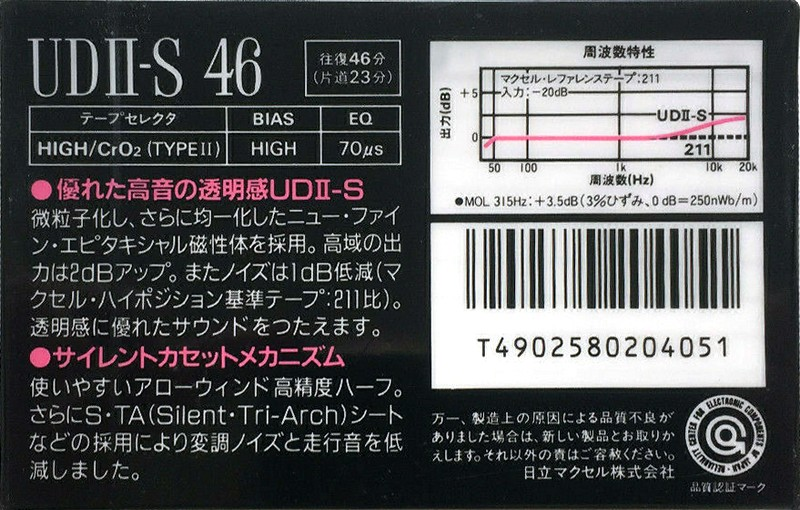 UDⅡ-S 46
往復46分
(片道23分)
テープセレクタ BIAS EQ
HIGH/CrO₂ (TYPEⅡ) HIGH 70μs
●優れた高音の透明感UDⅡ-S
微粒子化し、さらに均一化したニュー・ファイ
ン・エピタキシャル磁性体を採用。高域の出
力は2dBアップ。またノイズは1dB低減(マ
クセル・ハイポジション基準テープ:211比)。
透明感に優れたサウンドをつたえます。
●サイレントカセットメカニズム
使いやすいアローウィンド高精度ハーフ。
さらにS・TA(Silent・Tri-Arch)シート
などの採用により変調ノイズと走行音を低
減しました。
周波数特性
マクセル・レファレンステープ:211
入力:−20dB
出力(dB)
+5
0
UDⅡ-S
211
50 100 1k 10k 20k
周波数(Hz)
●MOL 315Hz:+3.5dB(3%ひずみ、0dB=250nWb/m)
T4902580204051
万一、製造上の原因による品質不良が
ありました場合は、新しい製品とお取りか
えします。それ以外の責はご容赦ください。
日立マクセル株式会社
RELIABILITY CENTER FOR ELECTRONIC COMPONENTS OF JAPAN
品質認証マーク